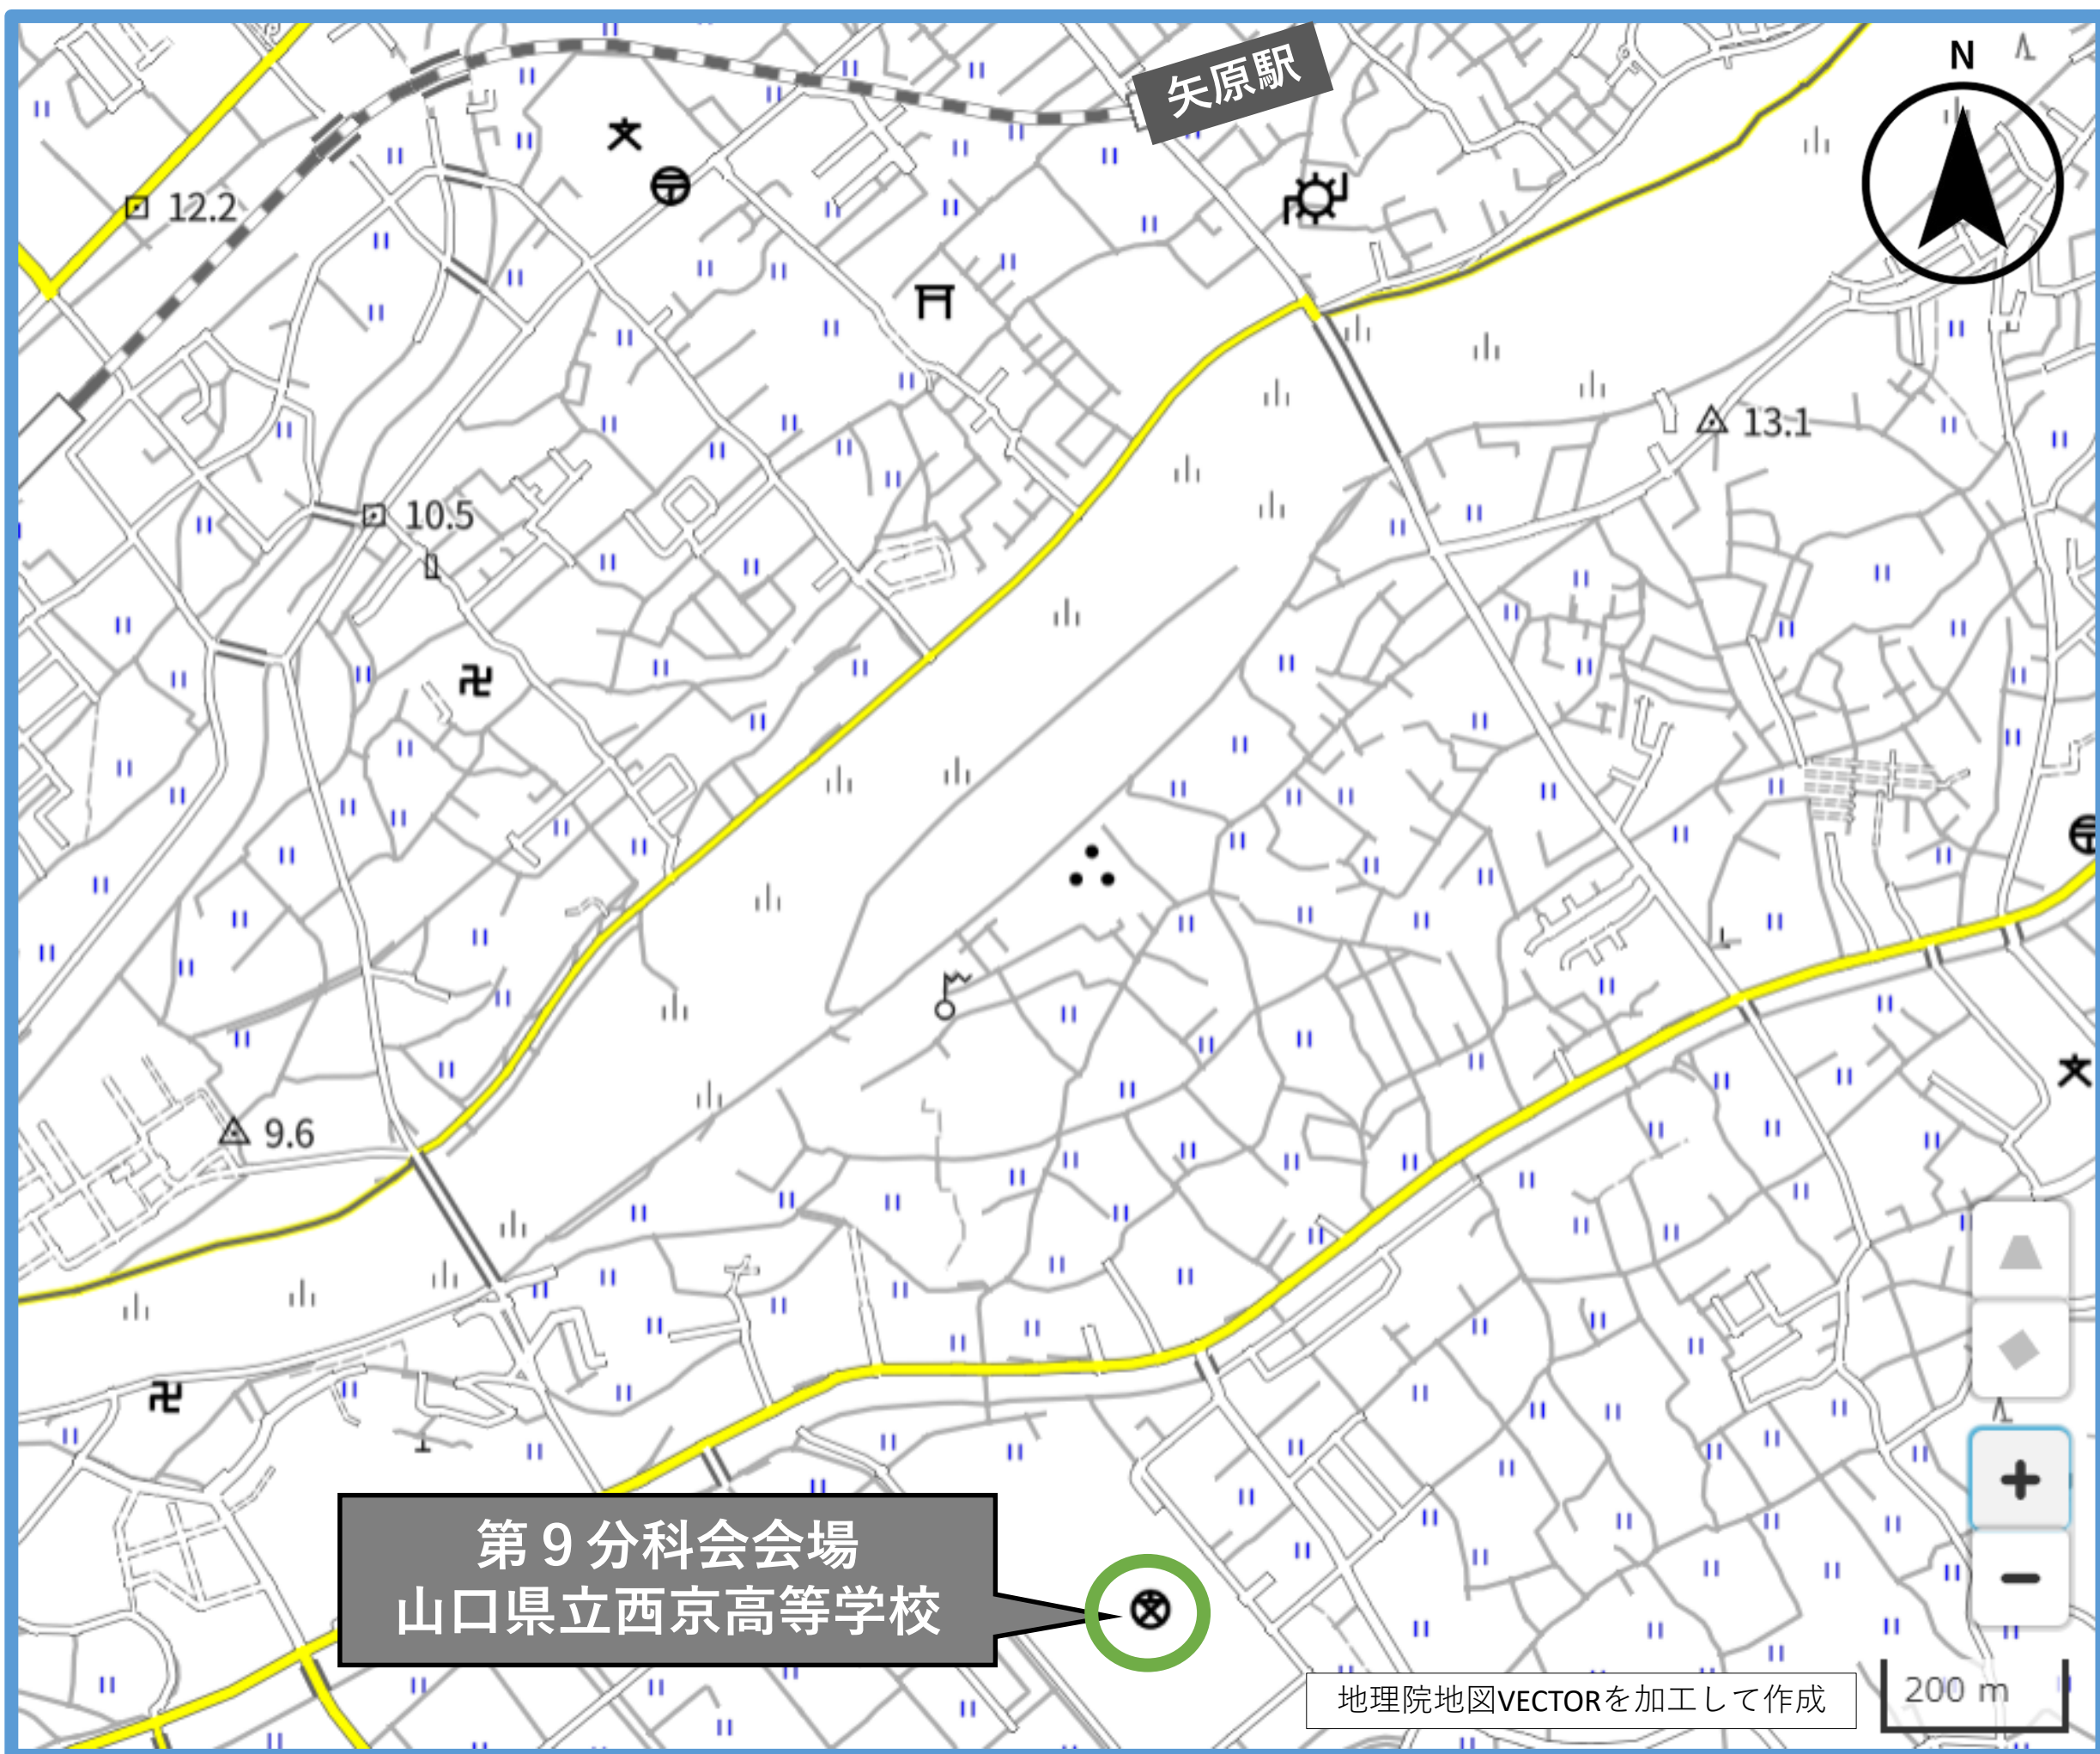 矢原駅
N
12.2
13.1
10.5
9.6
第9分科会会場
山口県立西京高等学校
地理院地図VECTORを加工して作成
200 m